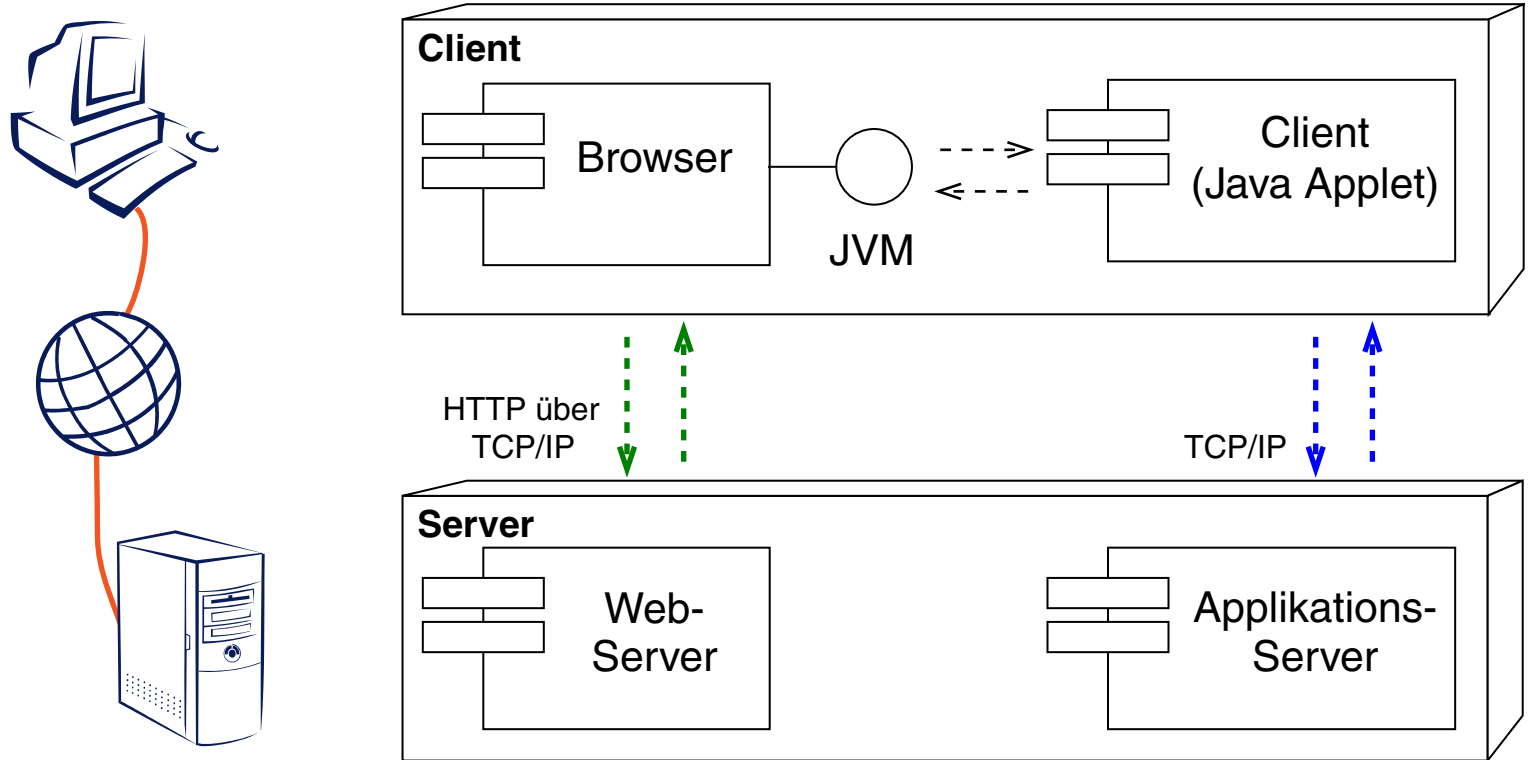 Client
Browser
JVM
Client
(Java Applet)
HTTP über
TCP/IP
TCP/IP
Server
Web-
Server
Applikations-
Server